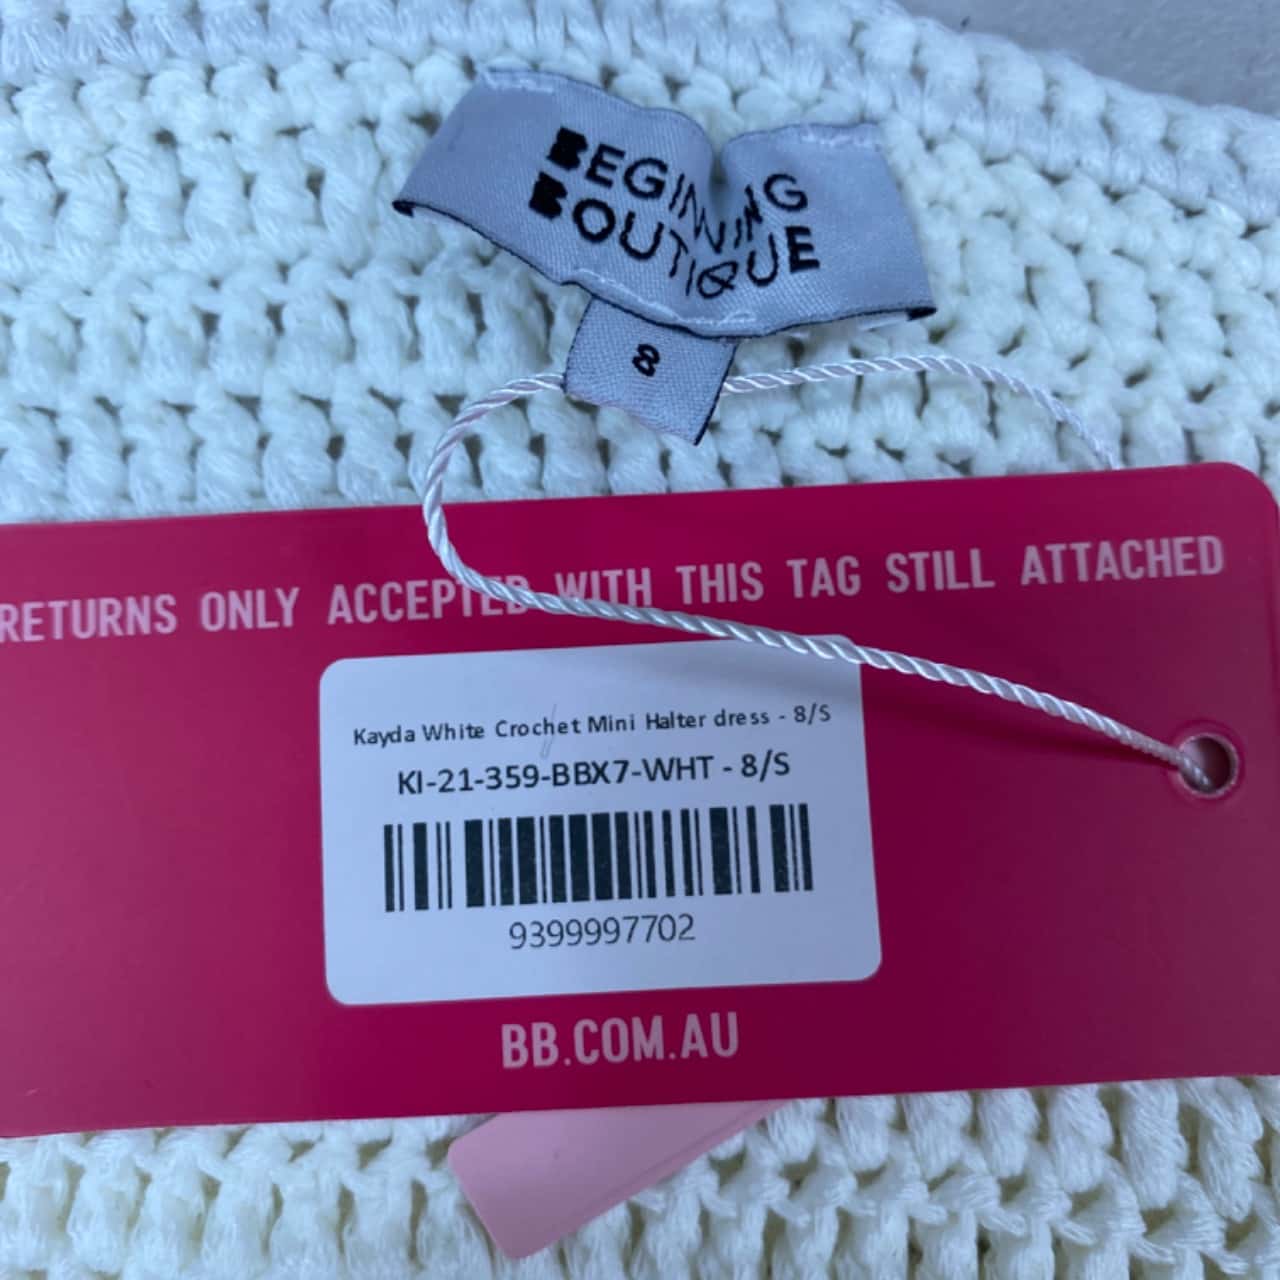 BEGINNING
BOUTIQUE
8
RETURNS ONLY ACCEPTED WITH THIS TAG STILL ATTACHED
Kayda White Crochet Mini Halter dress - 8/S
KI-21-359-BBX7-WHT - 8/S
9399997702
BB.COM.AU